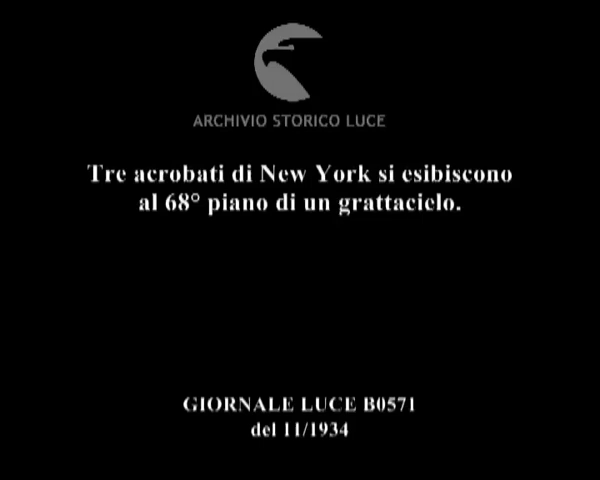 ARCHIVIO STORICO LUCE
Tre acrobati di New York si esibiscono
al 68° piano di un grattacielo.
GIORNALE LUCE B0571
del 11/1934